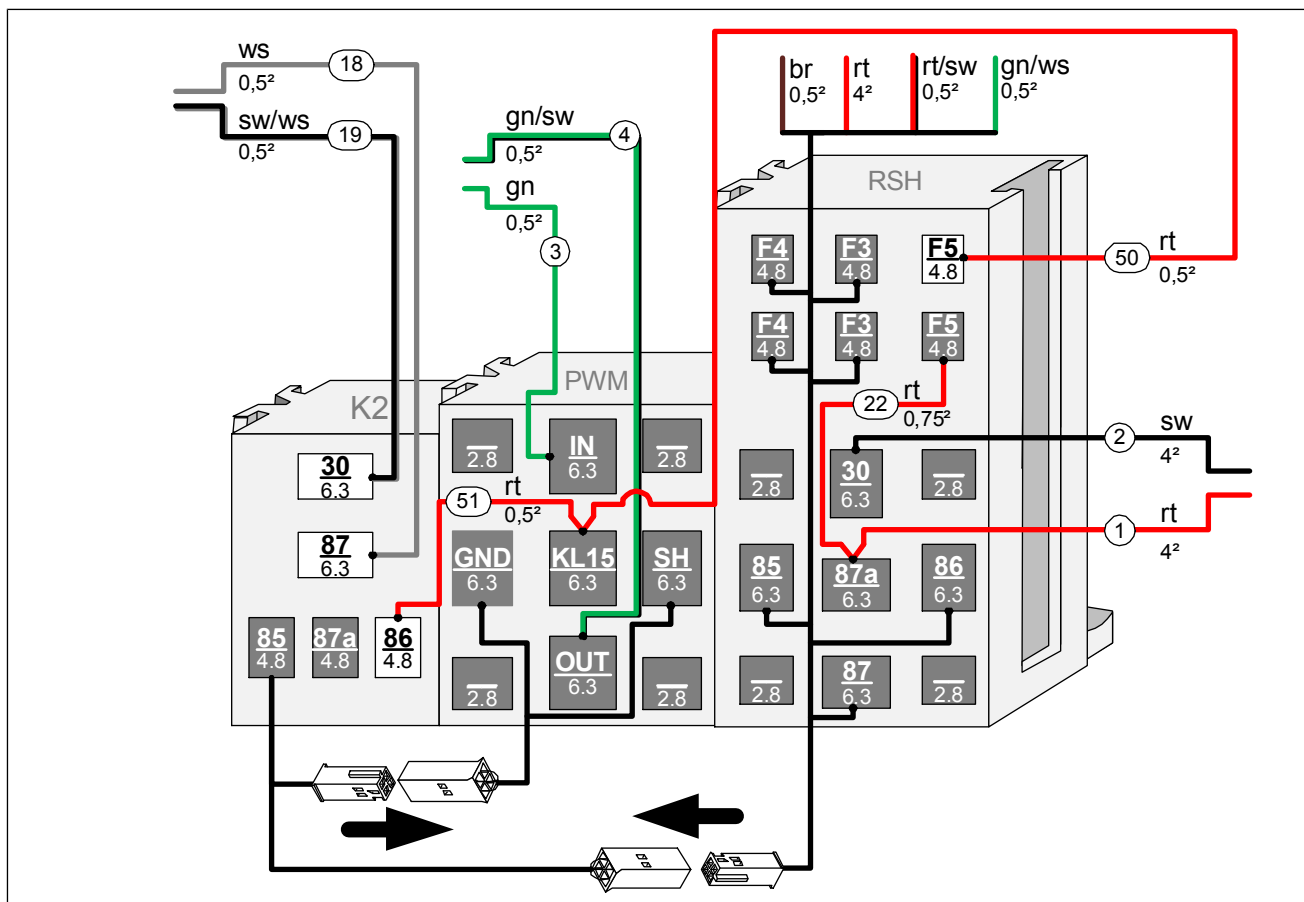 ws
18
0,5²
sw/ws
19
0,5²
gn/sw
4
0,5²
gn
0,5²
3
br
0,5²
rt
4²
rt/sw
0,5²
gn/ws
0,5²
RSH
F4
4.8
F3
4.8
F5
4.8
50
rt
0,5²
F4
4.8
F3
4.8
F5
4.8
22
rt
0,75²
2.8
30
6.3
2.8
2
sw
4²
1
rt
4²
85
6.3
87a
6.3
86
6.3
2.8
87
6.3
2.8
PWM
2.8
IN
6.3
2.8
51
rt
0,5²
GND
6.3
KL15
6.3
SH
6.3
2.8
OUT
6.3
2.8
K2
30
6.3
87
6.3
85
4.8
87a
4.8
86
4.8